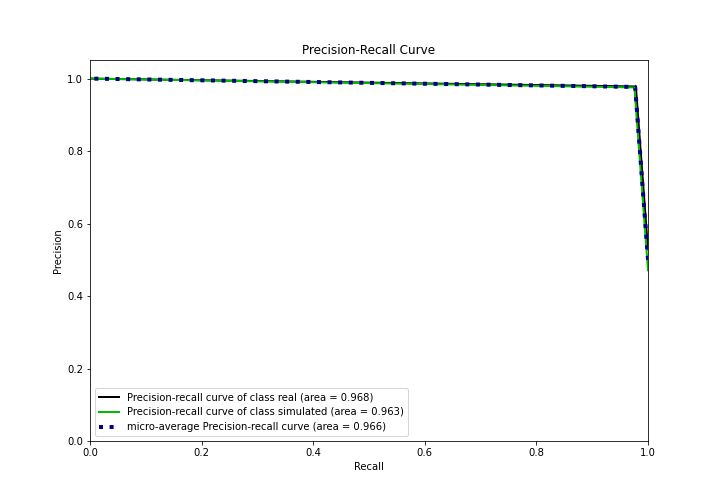 Precision-Recall Curve
1.0
0.8
0.6
0.4
0.2
0.0
Precision
Precision-recall curve of class real (area = 0.968)
Precision-recall curve of class simulated (area = 0.963)
micro-average Precision-recall curve (area = 0.966)
0.0 0.2 0.4 0.6 0.8 1.0
Recall